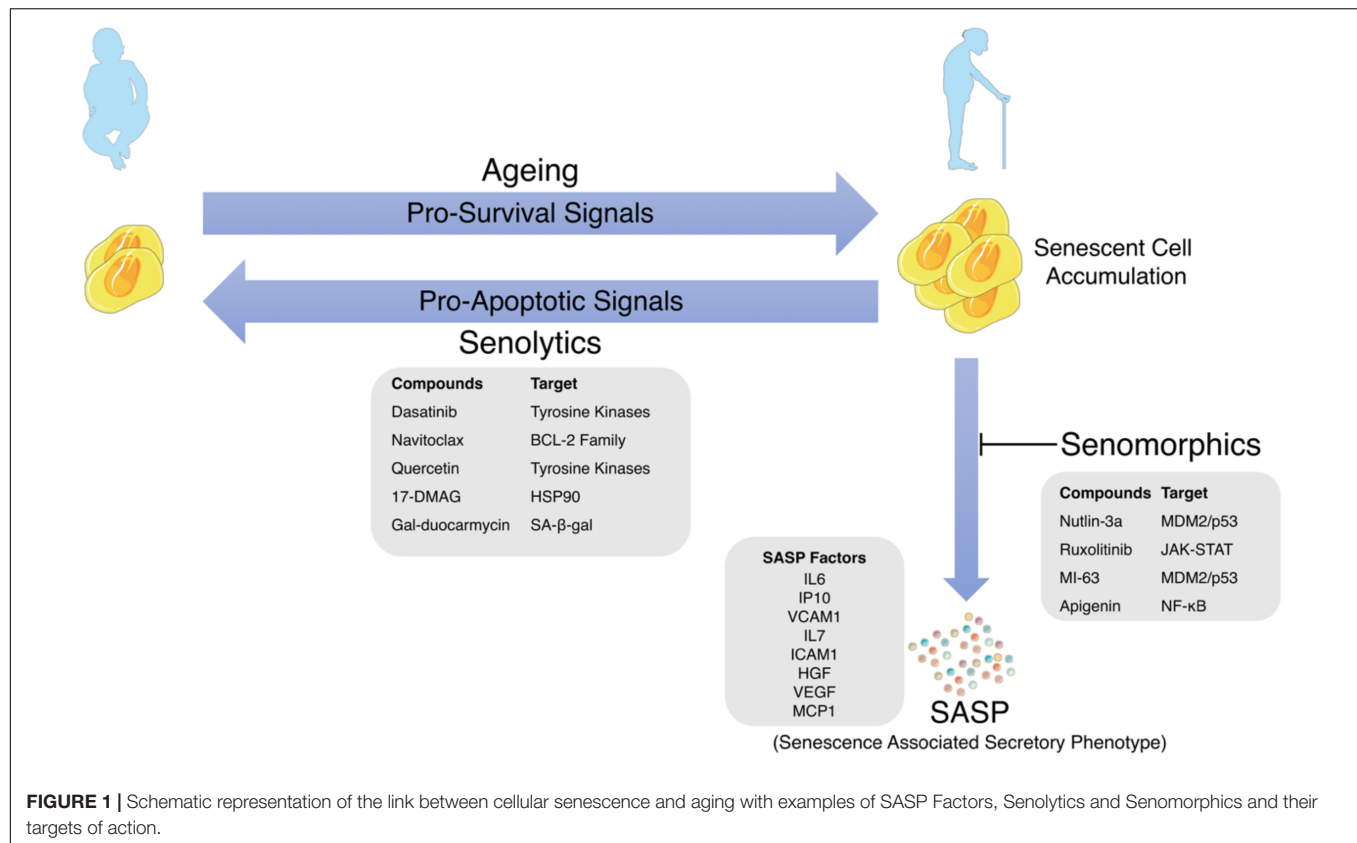 Ageing
Pro-Survival Signals
Senescent Cell
Accumulation
Pro-Apoptotic Signals
Senolytics
Compounds Target
Dasatinib Tyrosine Kinases
Navitoclax BCL-2 Family
Quercetin Tyrosine Kinases
17-DMAG HSP90
Gal-duocarmycin SA-β-gal
Senomorphics
Compounds Target
Nutlin-3a MDM2/p53
Ruxolitinib JAK-STAT
MI-63 MDM2/p53
Apigenin NF-κB
SASP Factors
IL6
IP10
VCAM1
IL7
ICAM1
HGF
VEGF
MCP1
SASP
(Senescence Associated Secretory Phenotype)
FIGURE 1 | Schematic representation of the link between cellular senescence and aging with examples of SASP Factors, Senolytics and Senomorphics and their
targets of action.